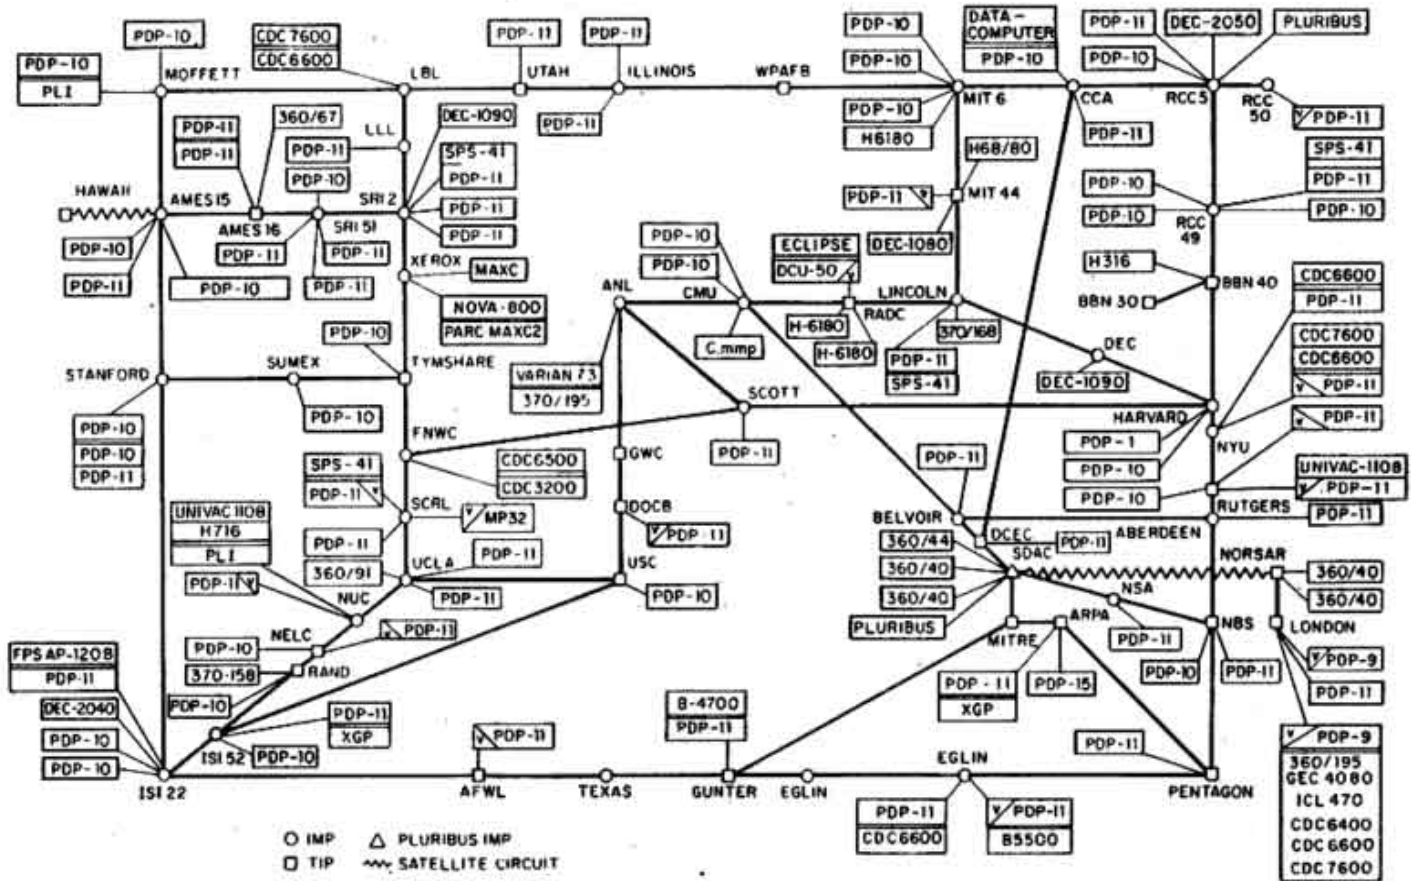 PDP-10
CDC 7600
CDC6600
PDP-11
PDP-11
PDP-10
PDP-10
DATA-
COMPUTER
PDP-10
PDP-11
PDP-10
DEC-2050
PLURIBUS
PDP-10
PLI
MOFFETT
LBL
UTAH
ILLINOIS
WPAFB
MIT 6
CCA
RCC 5
RCC
50
PDP-11
PDP-10
H6180
PDP-11
PDP-11
PDP-11
PDP-11
360/67
LLL
PDP-11
DEC-1090
SPS-41
PDP-11
H68/80
SPS-41
PDP-11
PDP-10
HAWAII
AMES15
AMES 16
PDP-10
SRI 51
SRI 2
PDP-11
PDP-11
PDP-11
MIT 44
PDP-10
PDP-10
RCC
49
PDP-10
PDP-11
PDP-10
PDP-11
PDP-11
PDP-11
XEROX
MAXC
NOVA-800
PARC MAXC2
PDP-10
PDP-10
ECLIPSE
DCU-50
DEC-1080
H316
BBN 40
BBN 30
CDC6600
PDP-11
ANL
CMU
RADC
LINCOLN
H-6180
H-6180
370/168
C.mmp
PDP-11
SPS-41
DEC
DEC-1090
CDC7600
CDC6600
PDP-11
PDP-11
PDP-10
STANFORD
SUMEX
TYMSHARE
VARIAN 73
370/195
SCOTT
HARVARD
NYU
PDP-10
PDP-10
PDP-10
PDP-11
FNWC
PDP-11
PDP-1
PDP-10
PDP-10
SPS-41
PDP-11
CDC6500
CDC3200
GWC
PDP-11
UNIVAC-1108
PDP-11
SCRL
MP32
DOCB
PDP-11
BELVOIR
DCEC
PDP-11
ABERDEEN
RUTGERS
PDP-11
UNIVAC 1108
H716
PLI
PDP-11
PDP-11
360/91
UCLA
PDP-11
PDP-11
USC
PDP-10
360/44
360/40
360/40
PLURIBUS
SDAC
NORSAR
360/40
360/40
NUC
NSA
PDP-11
NELC
PDP-10
PDP-11
MITRE
ARPA
NBS
PDP-10
PDP-11
LONDON
PDP-9
PDP-11
FPS AP-120B
PDP-11
370-158
RAND
PDP-10
PDP-11
XGP
PDP-15
DEC-2040
PDP-10
PDP-10
PDP-11
XGP
ISI 52
PDP-10
PDP-11
B-4700
PDP-11
PDP-11
PDP-9
360/195
GEC 4080
ICL 470
CDC6400
CDC6600
CDC7600
ISI 22
AFWL
TEXAS
GUNTER
EGLIN
EGLIN
PENTAGON
PDP-11
CDC6600
PDP-11
B5500
IMP
PLURIBUS IMP
TIP
SATELLITE CIRCUIT